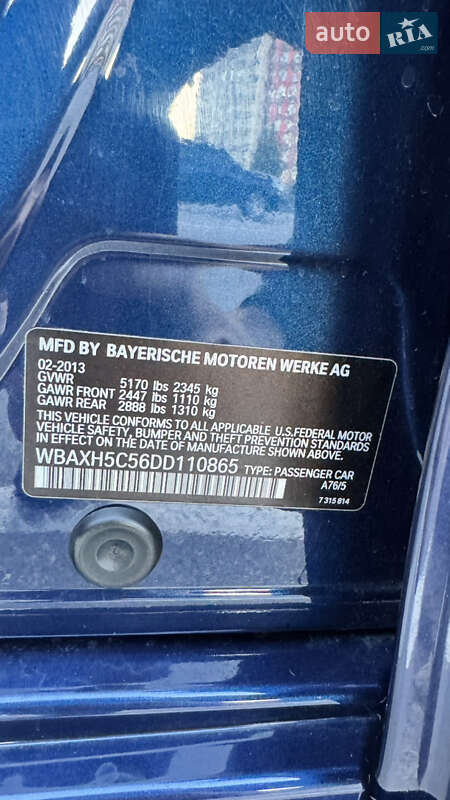 auto RIA
.com
MFD BY BAYERISCHE MOTOREN WERKE AG
02-2013
GVWR 5170 lbs 2345 kg
GAWR FRONT 2447 lbs 1110 kg
GAWR REAR 2888 lbs 1310 kg
THIS VEHICLE CONFORMS TO ALL APPLICABLE U.S.FEDERAL MOTOR
VEHICLE SAFETY, BUMPER AND THEFT PREVENTION STANDARDS IN
EFFECT ON THE DATE OF MANUFACTURE SHOWN ABOVE.
WBAXH5C56DD110865 TYPE: PASSENGER CAR
A76/5
7 315 814